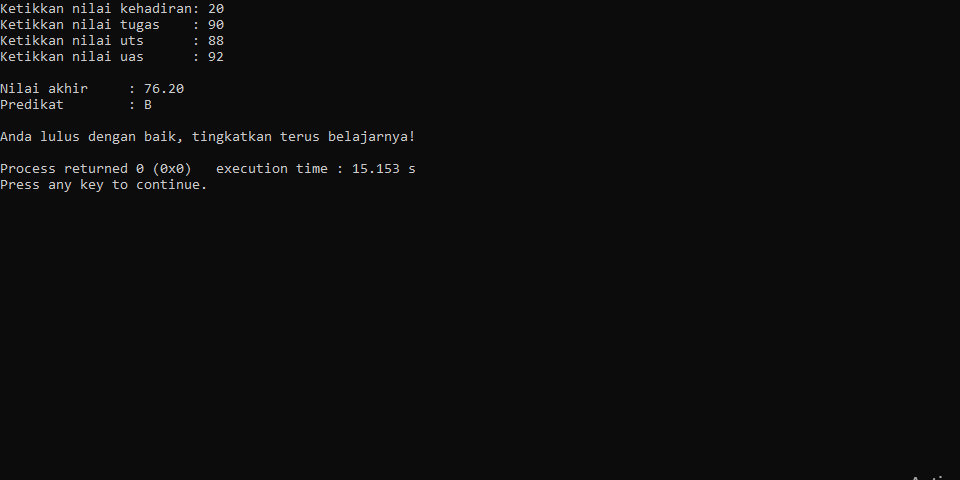 Ketikkan nilai kehadiran: 20
Ketikkan nilai tugas    : 90
Ketikkan nilai uts      : 88
Ketikkan nilai uas      : 92
Nilai akhir     : 76.20
Predikat        : B
Anda lulus dengan baik, tingkatkan terus belajarnya!
Process returned 0 (0x0)   execution time : 15.153 s
Press any key to continue.